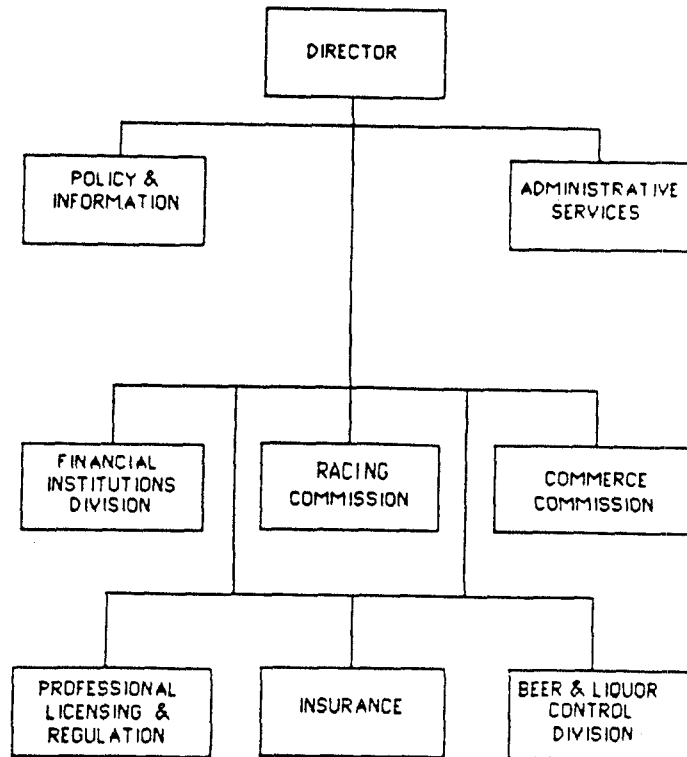 DIRECTOR
POLICY &
INFORMATION
ADMINISTRATIVE
SERVICES
FINANCIAL
INSTITUTIONS
DIVISION
RACING
COMMISSION
COMMERCE
COMMISSION
PROFESSIONAL
LICENSING &
REGULATION
INSURANCE
BEER & LIQUOR
CONTROL
DIVISION